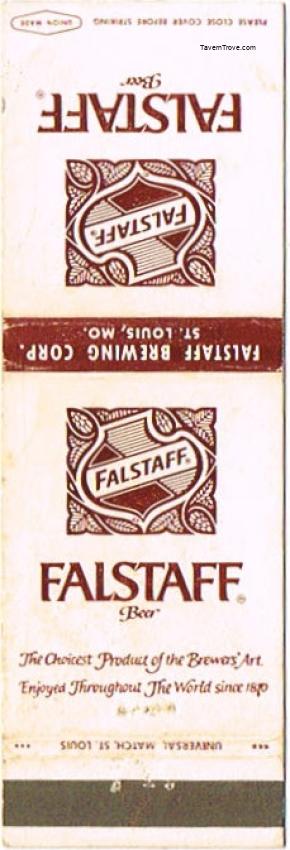 PLEASE CLOSE COVER BEFORE STRIKING
UNION MADE
TavernTrove.com
FALSTAFF®
Beer
FALSTAFF®
FALSTAFF BREWING CORP.
ST. LOUIS, MO.
FALSTAFF®
FALSTAFF®
Beer
The Choicest Product of the Brewers' Art.
Enjoyed Throughout The World since 1870
*** UNIVERSAL MATCH, ST. LOUIS ***